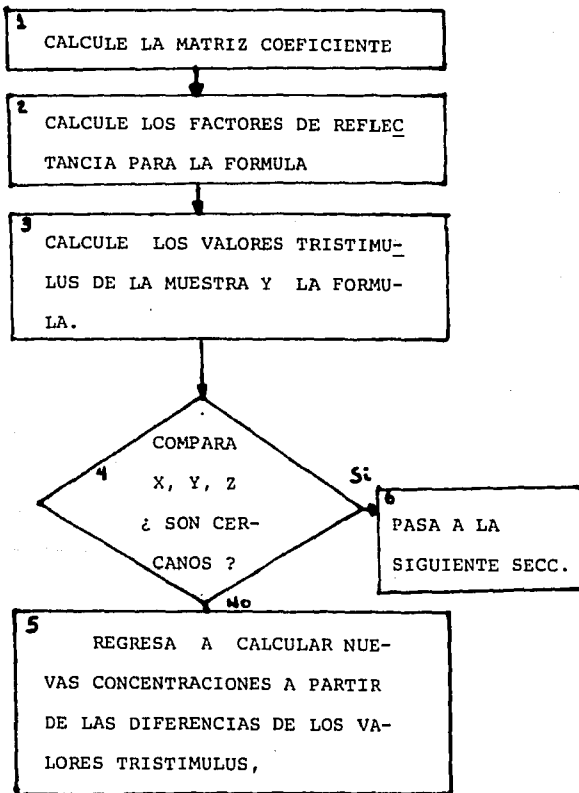 1
CALCULE LA MATRIZ COEFICIENTE
2
CALCULE LOS FACTORES DE REFLEC
TANCIA PARA LA FORMULA
3
CALCULE LOS VALORES TRISTIMU-
LUS DE LA MUESTRA Y LA FORMU-
LA.
4
COMPARA
X, Y, Z
¿ SON CER-
CANOS ?
Si
6
PASA A LA
SIGUIENTE SECC.
NO
5
REGRESA A CALCULAR NUE-
VAS CONCENTRACIONES A PARTIR
DE LAS DIFERENCIAS DE LOS VA-
LORES TRISTIMULUS,